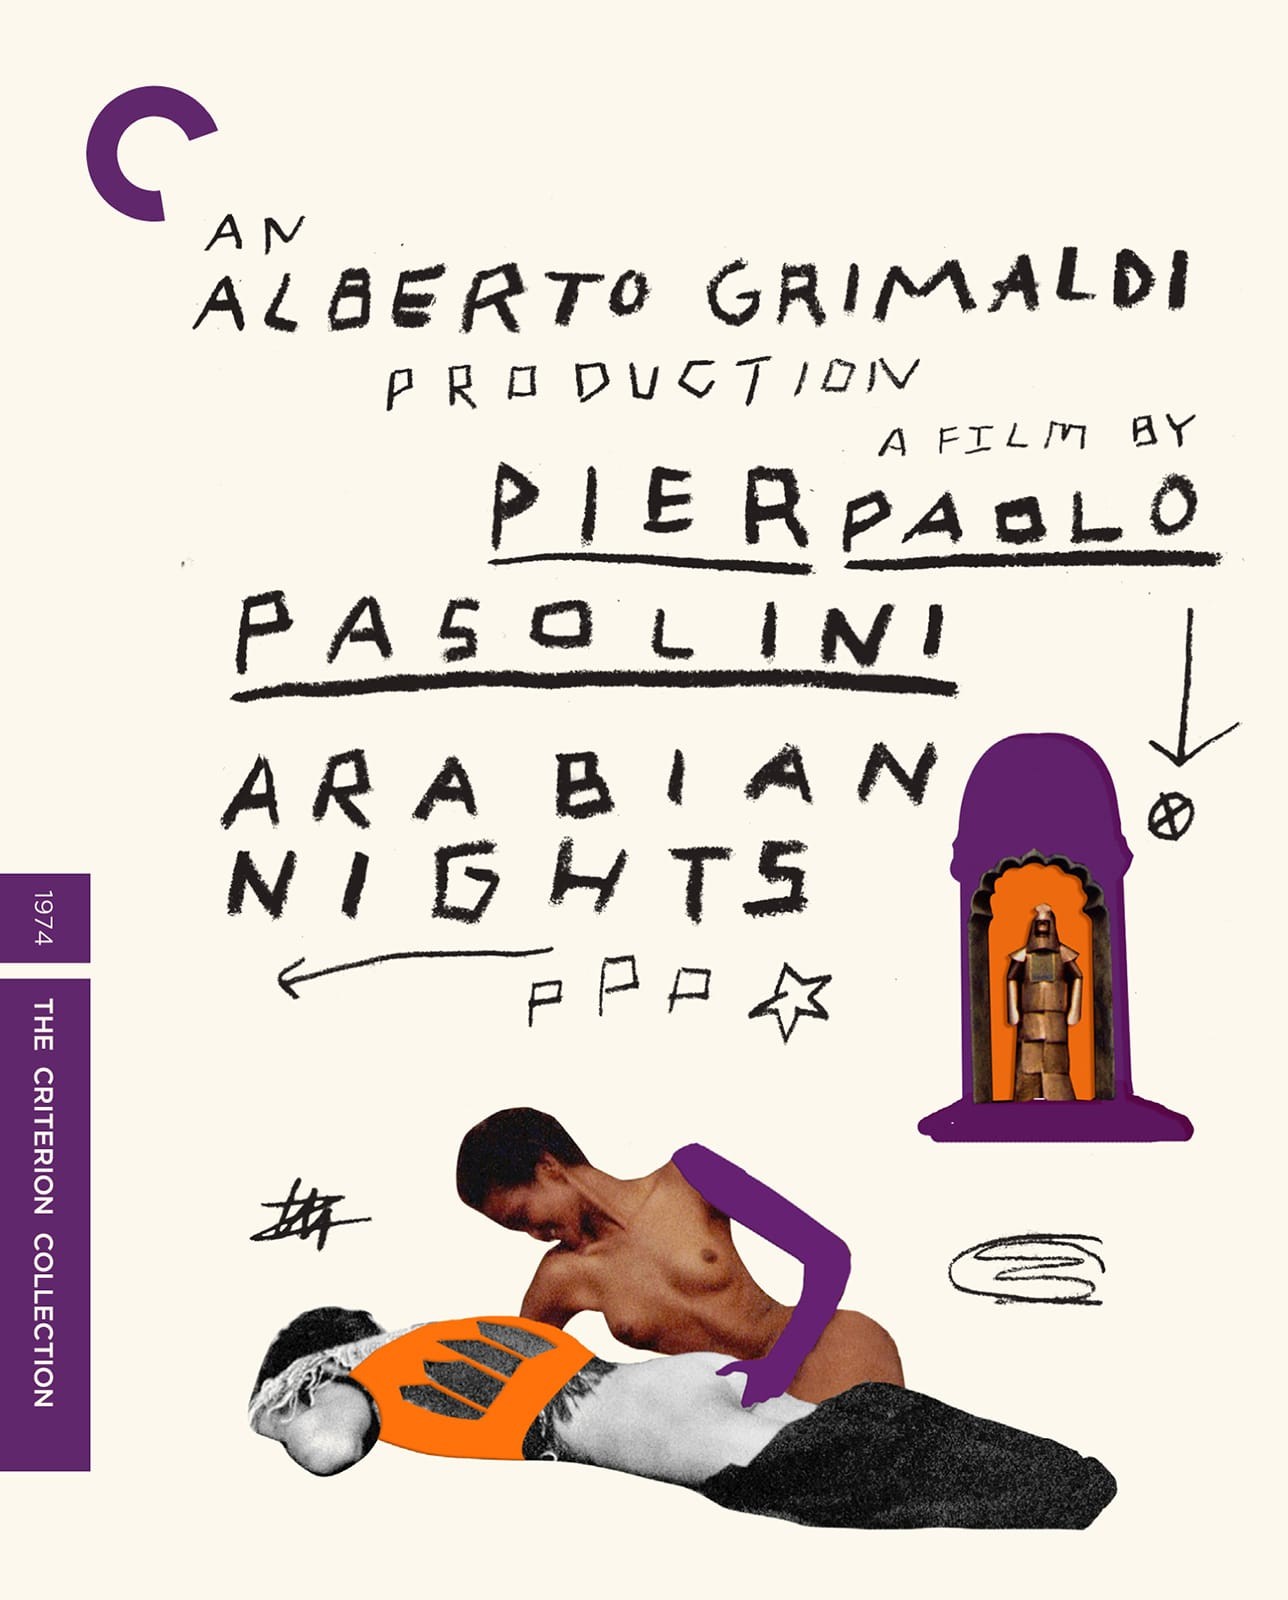 AN
ALBERTO GRIMALDI
PRODUCTION
A FILM BY
PIER PAOLO
PASOLINI
ARABIAN
NIGHTS
PPP
1974
THE CRITERION COLLECTION